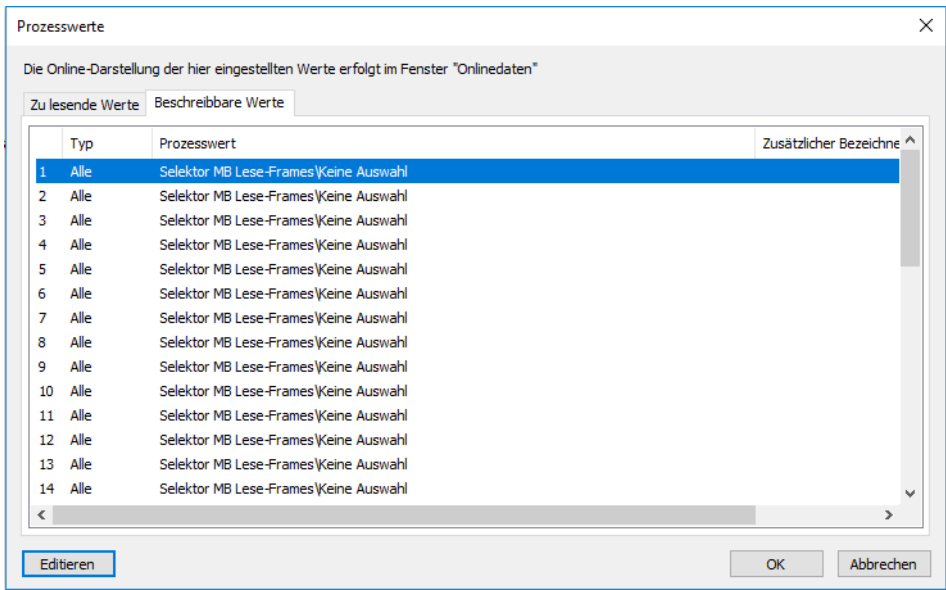 Prozesswerte
Die Online-Darstellung der hier eingestellten Werte erfolgt im Fenster "Onlinedaten"
Zu lesende Werte Beschreibbare Werte
Typ Prozesswert Zusätzlicher Bezeichne
1 Alle Selektor MB Lese-Frames\Keine Auswahl
2 Alle Selektor MB Lese-Frames\Keine Auswahl
3 Alle Selektor MB Lese-Frames\Keine Auswahl
4 Alle Selektor MB Lese-Frames\Keine Auswahl
5 Alle Selektor MB Lese-Frames\Keine Auswahl
6 Alle Selektor MB Lese-Frames\Keine Auswahl
7 Alle Selektor MB Lese-Frames\Keine Auswahl
8 Alle Selektor MB Lese-Frames\Keine Auswahl
9 Alle Selektor MB Lese-Frames\Keine Auswahl
10 Alle Selektor MB Lese-Frames\Keine Auswahl
11 Alle Selektor MB Lese-Frames\Keine Auswahl
12 Alle Selektor MB Lese-Frames\Keine Auswahl
13 Alle Selektor MB Lese-Frames\Keine Auswahl
14 Alle Selektor MB Lese-Frames\Keine Auswahl
Editieren OK Abbrechen